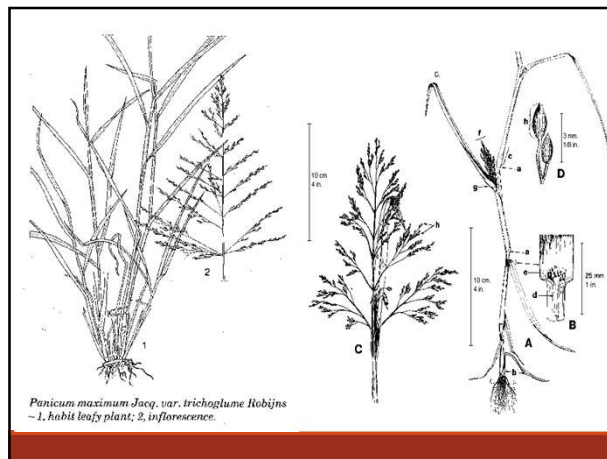 1
2
Panicum maximum Jacq. var. trichoglume Robijns
– 1, habit leafy plant; 2, inflorescence.
10 cm
4 in.
h
C
c.
f
c
a
g
a
e
d
b
A
10 cm
4 in.
h
3 mm
1/8 in.
D
25 mm
1 in.
B